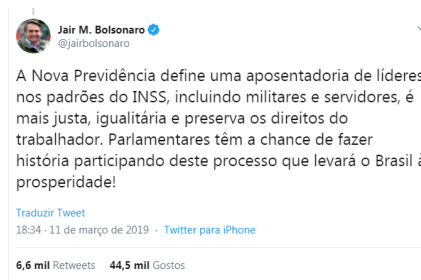 Jair M. Bolsonaro
@jairbolsonaro
A Nova Previdência define uma aposentadoria de líderes
nos padrões do INSS, incluindo militares e servidores, é
mais justa, igualitária e preserva os direitos do
trabalhador. Parlamentares têm a chance de fazer
história participando deste processo que levará o Brasil à
prosperidade!
Traduzir Tweet
18:34 · 11 de março de 2019 · Twitter para iPhone
6,6 mil Retweets 44,5 mil Gostos